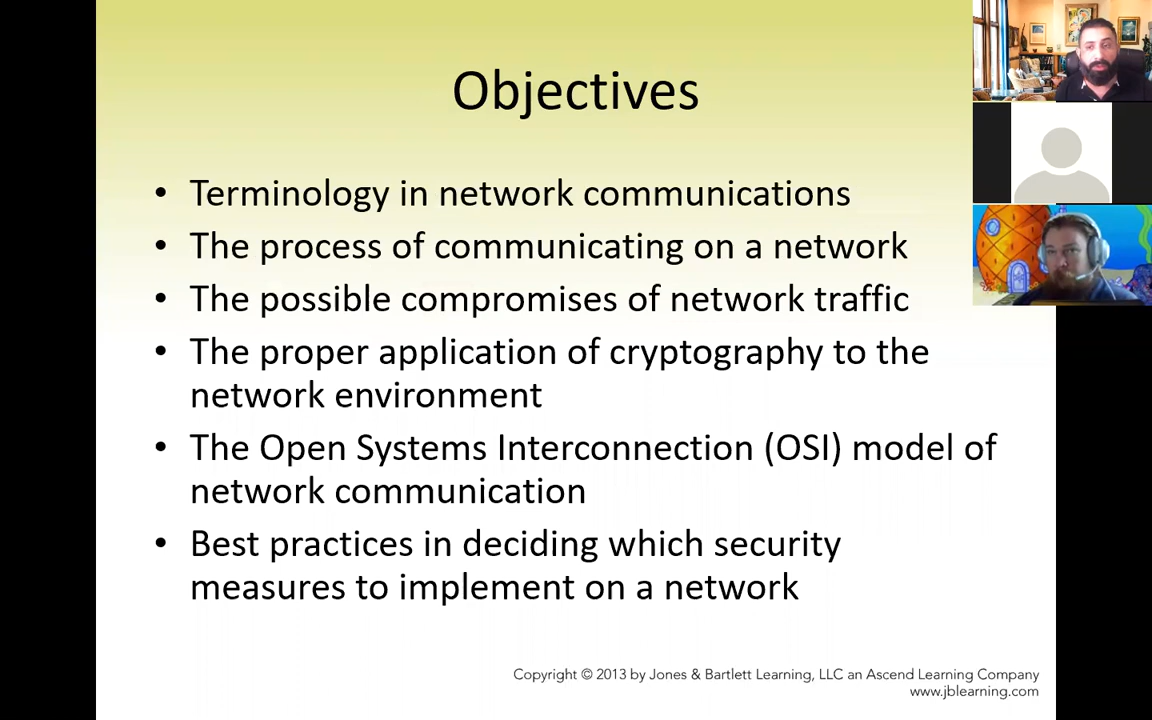 Objectives
• Terminology in network communications
• The process of communicating on a network
• The possible compromises of network traffic
• The proper application of cryptography to the
network environment
• The Open Systems Interconnection (OSI) model of
network communication
• Best practices in deciding which security
measures to implement on a network
Copyright © 2013 by Jones & Bartlett Learning, LLC an Ascend Learning Company
www.jblearning.com